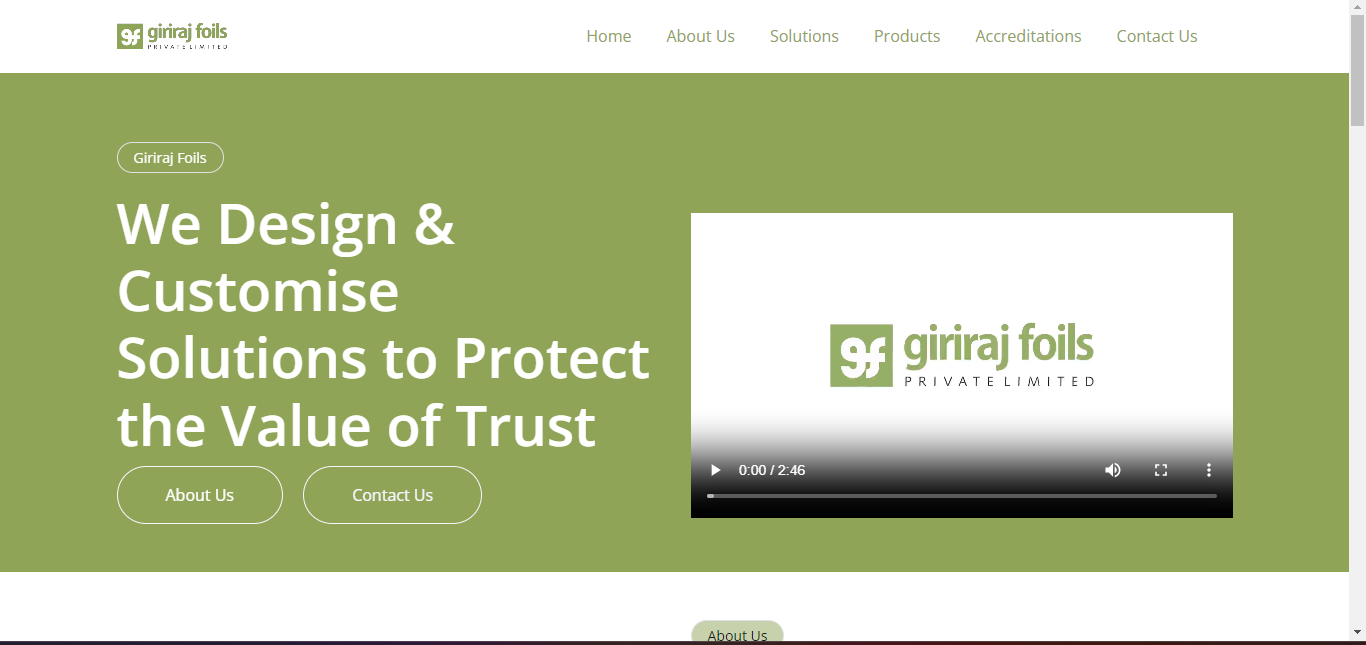 gf giriraj foils
PRIVATE LIMITED
Home About Us Solutions Products Accreditations Contact Us
Giriraj Foils
We Design &
Customise
Solutions to Protect
the Value of Trust
About Us Contact Us
gf giriraj foils
PRIVATE LIMITED
0:00 / 2:46
About Us